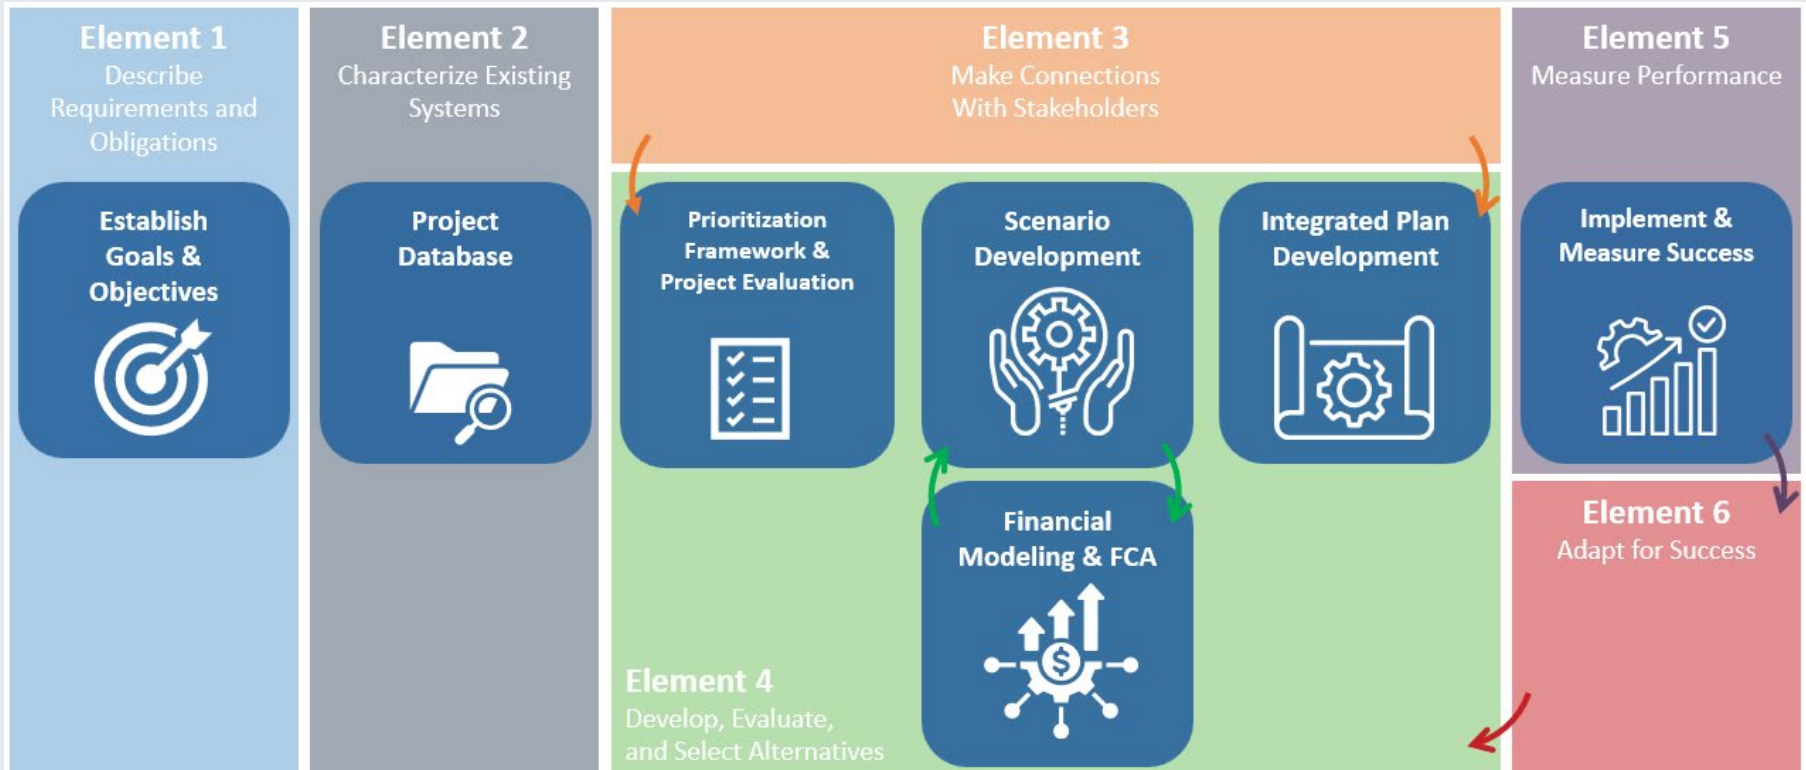 Element 1
Describe
Requirements and
Obligations
Establish
Goals &
Objectives
Element 2
Characterize Existing
Systems
Project
Database
Element 3
Make Connections
With Stakeholders
Prioritization
Framework &
Project Evaluation
Scenario
Development
Integrated Plan
Development
Financial
Modeling & FCA
$
Element 4
Develop, Evaluate,
and Select Alternatives
Element 5
Measure Performance
Implement &
Measure Success
Element 6
Adapt for Success